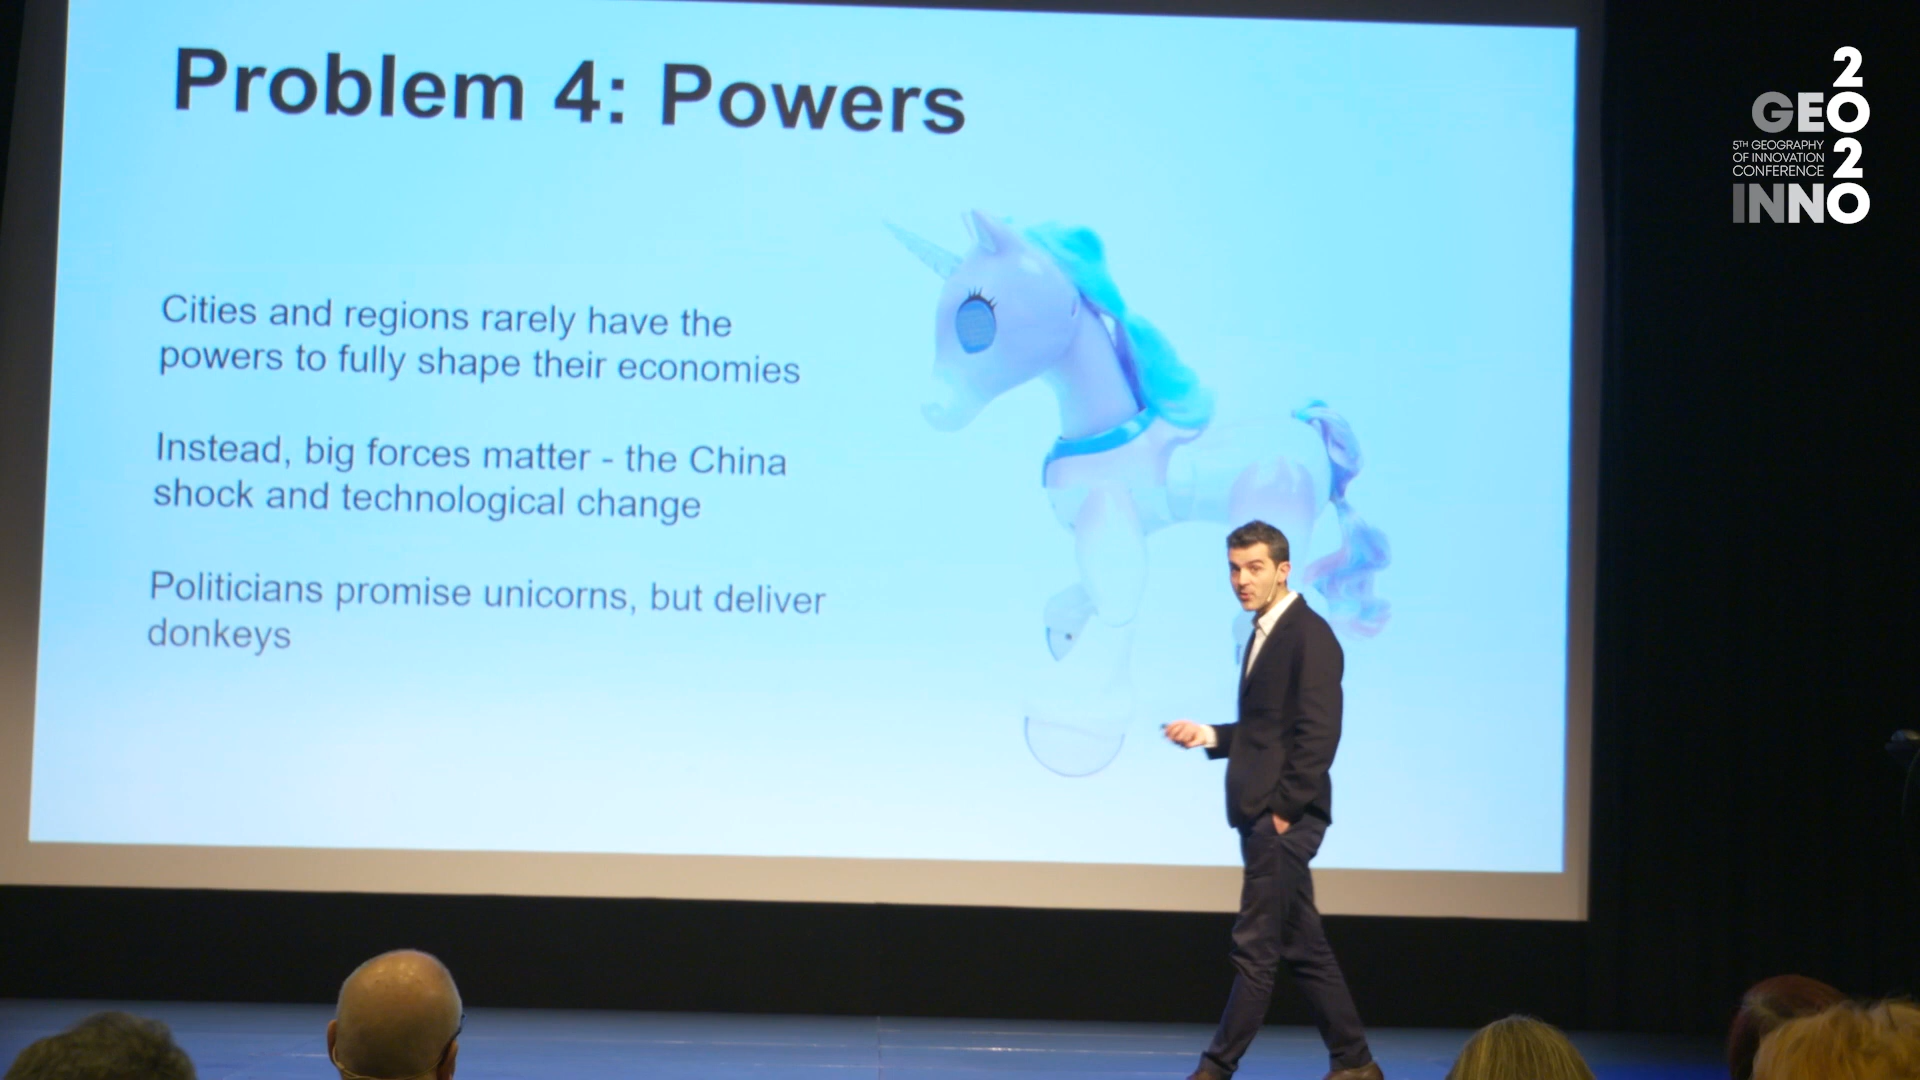 Problem 4: Powers
Cities and regions rarely have the
powers to fully shape their economies
Instead, big forces matter - the China
shock and technological change
Politicians promise unicorns, but deliver
donkeys
2
GEO
5TH GEOGRAPHY
OF INNOVATION
CONFERENCE
2
INNO